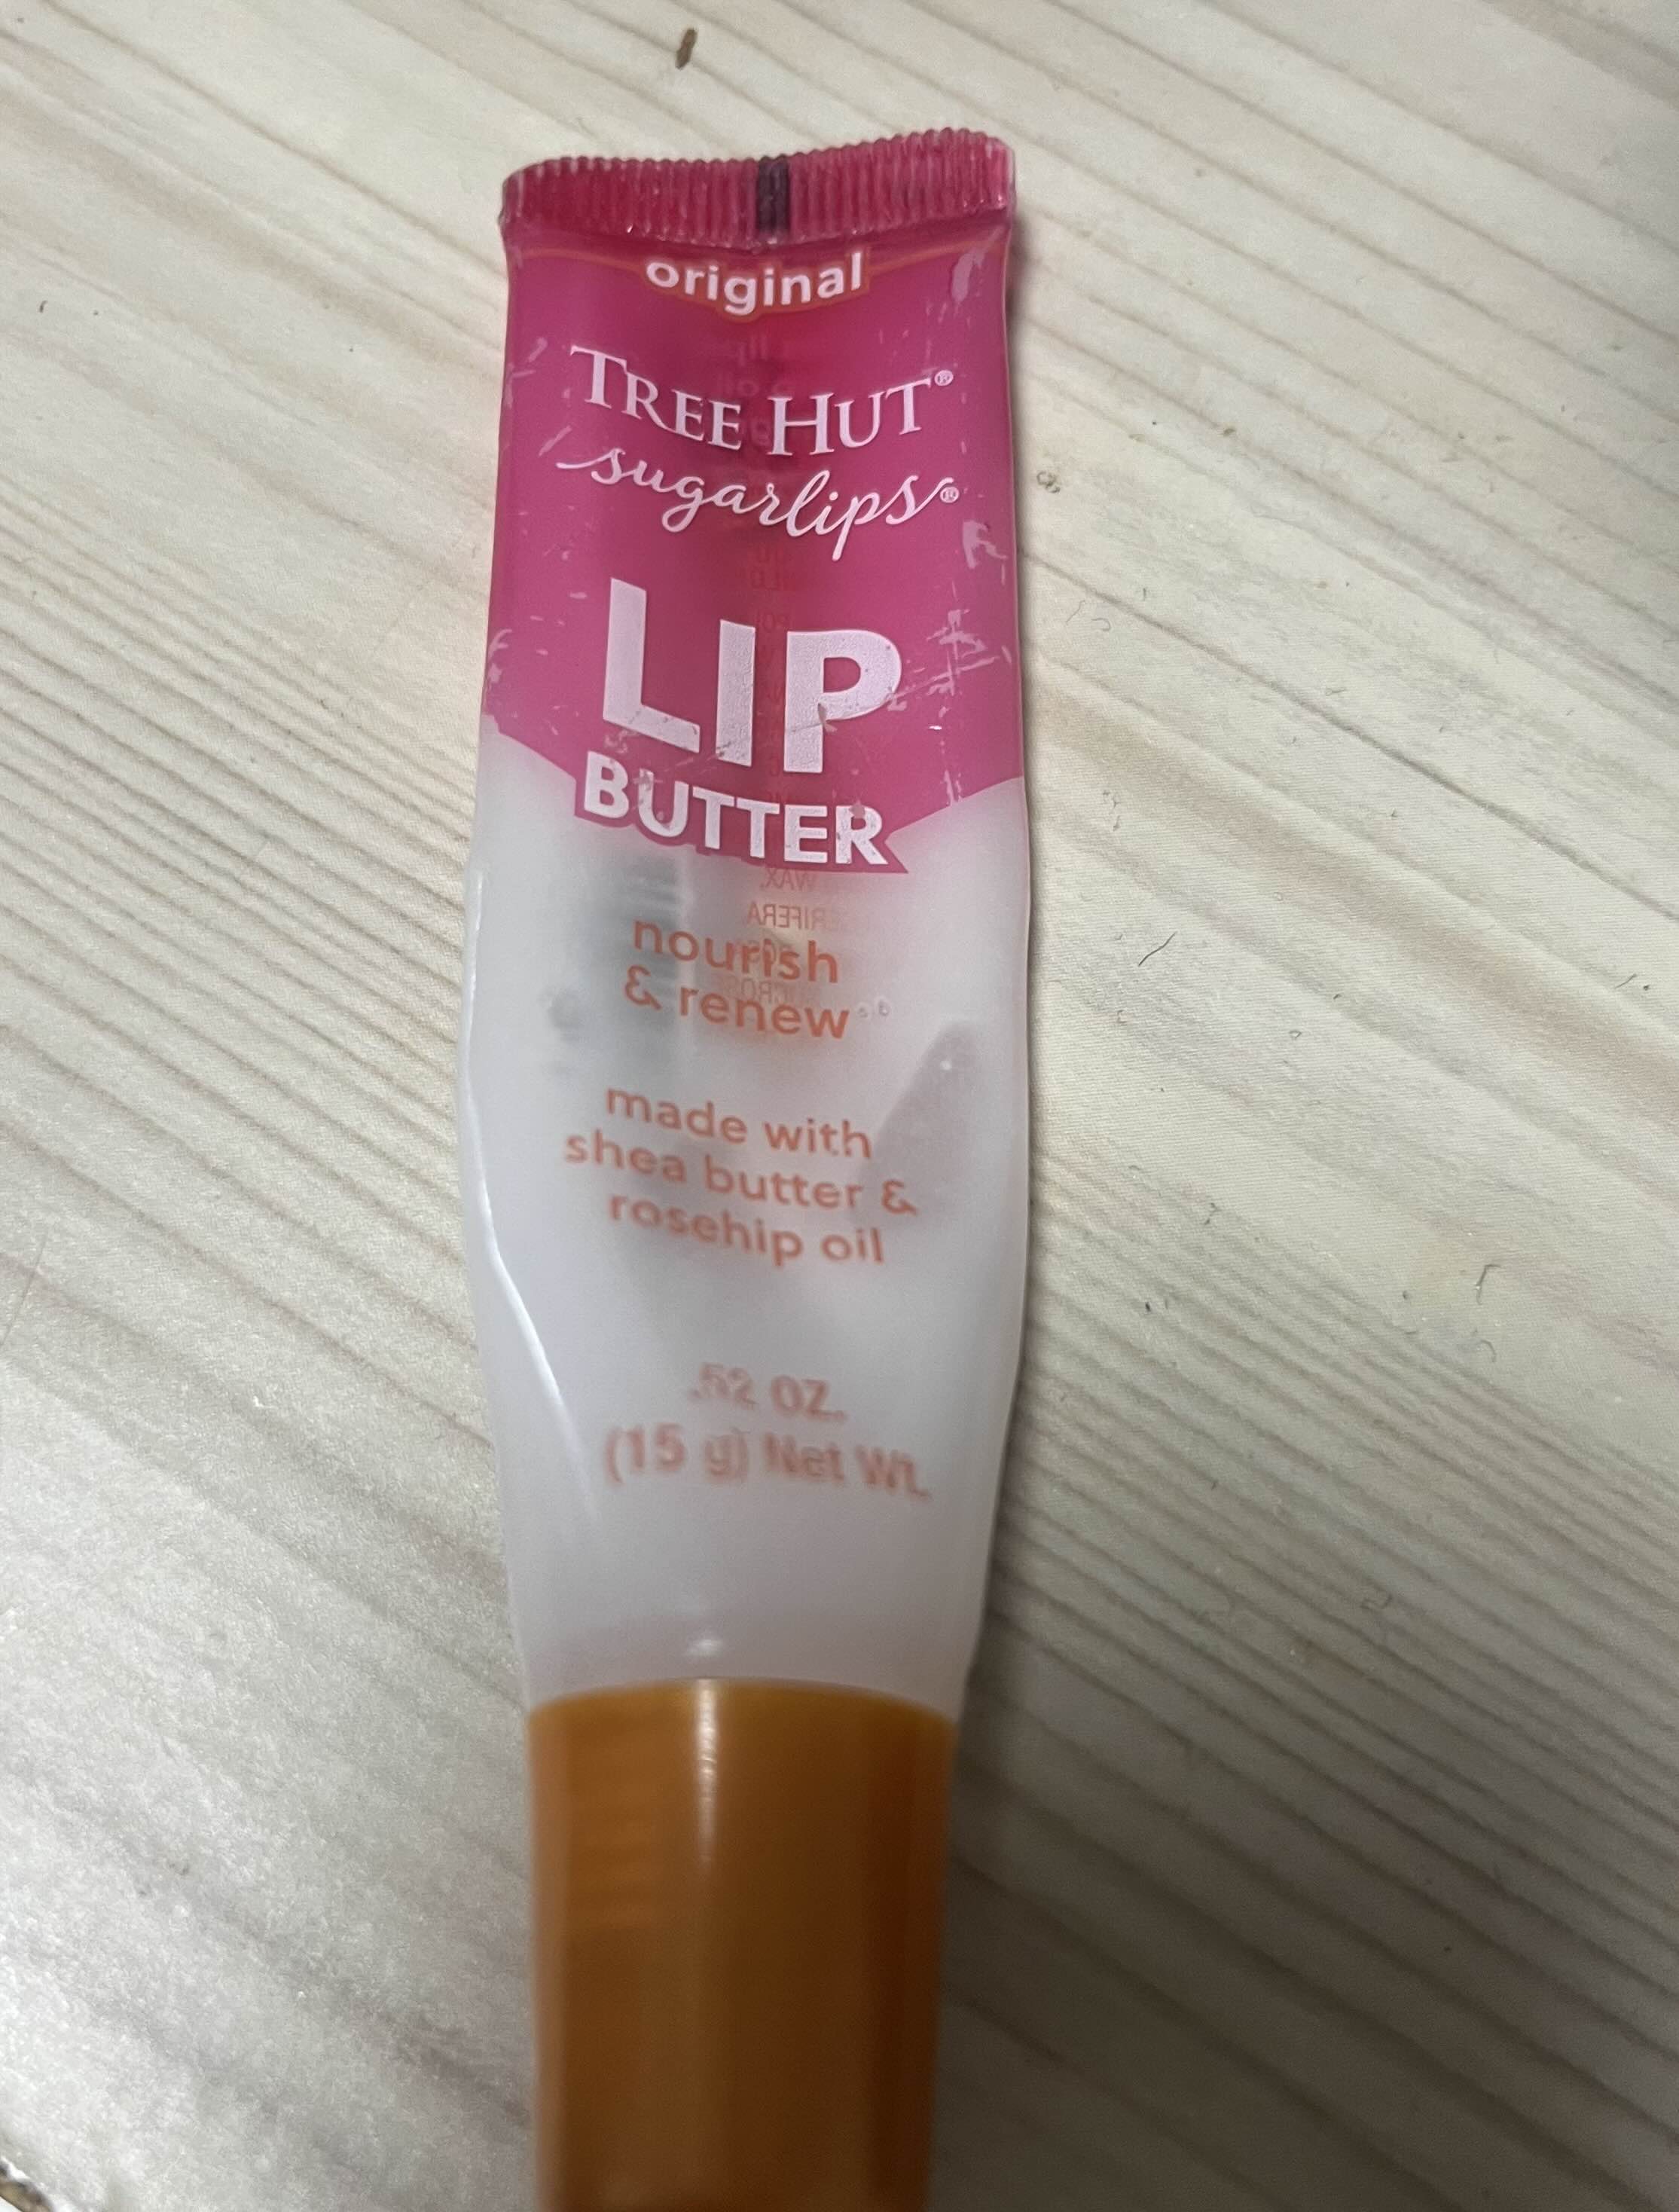 original
TREE HUT®
sugarlips®
LIP
BUTTER
nourish
& renew
made with
shea butter &
rosehip oil
.52 OZ.
(15 g) Net Wt.